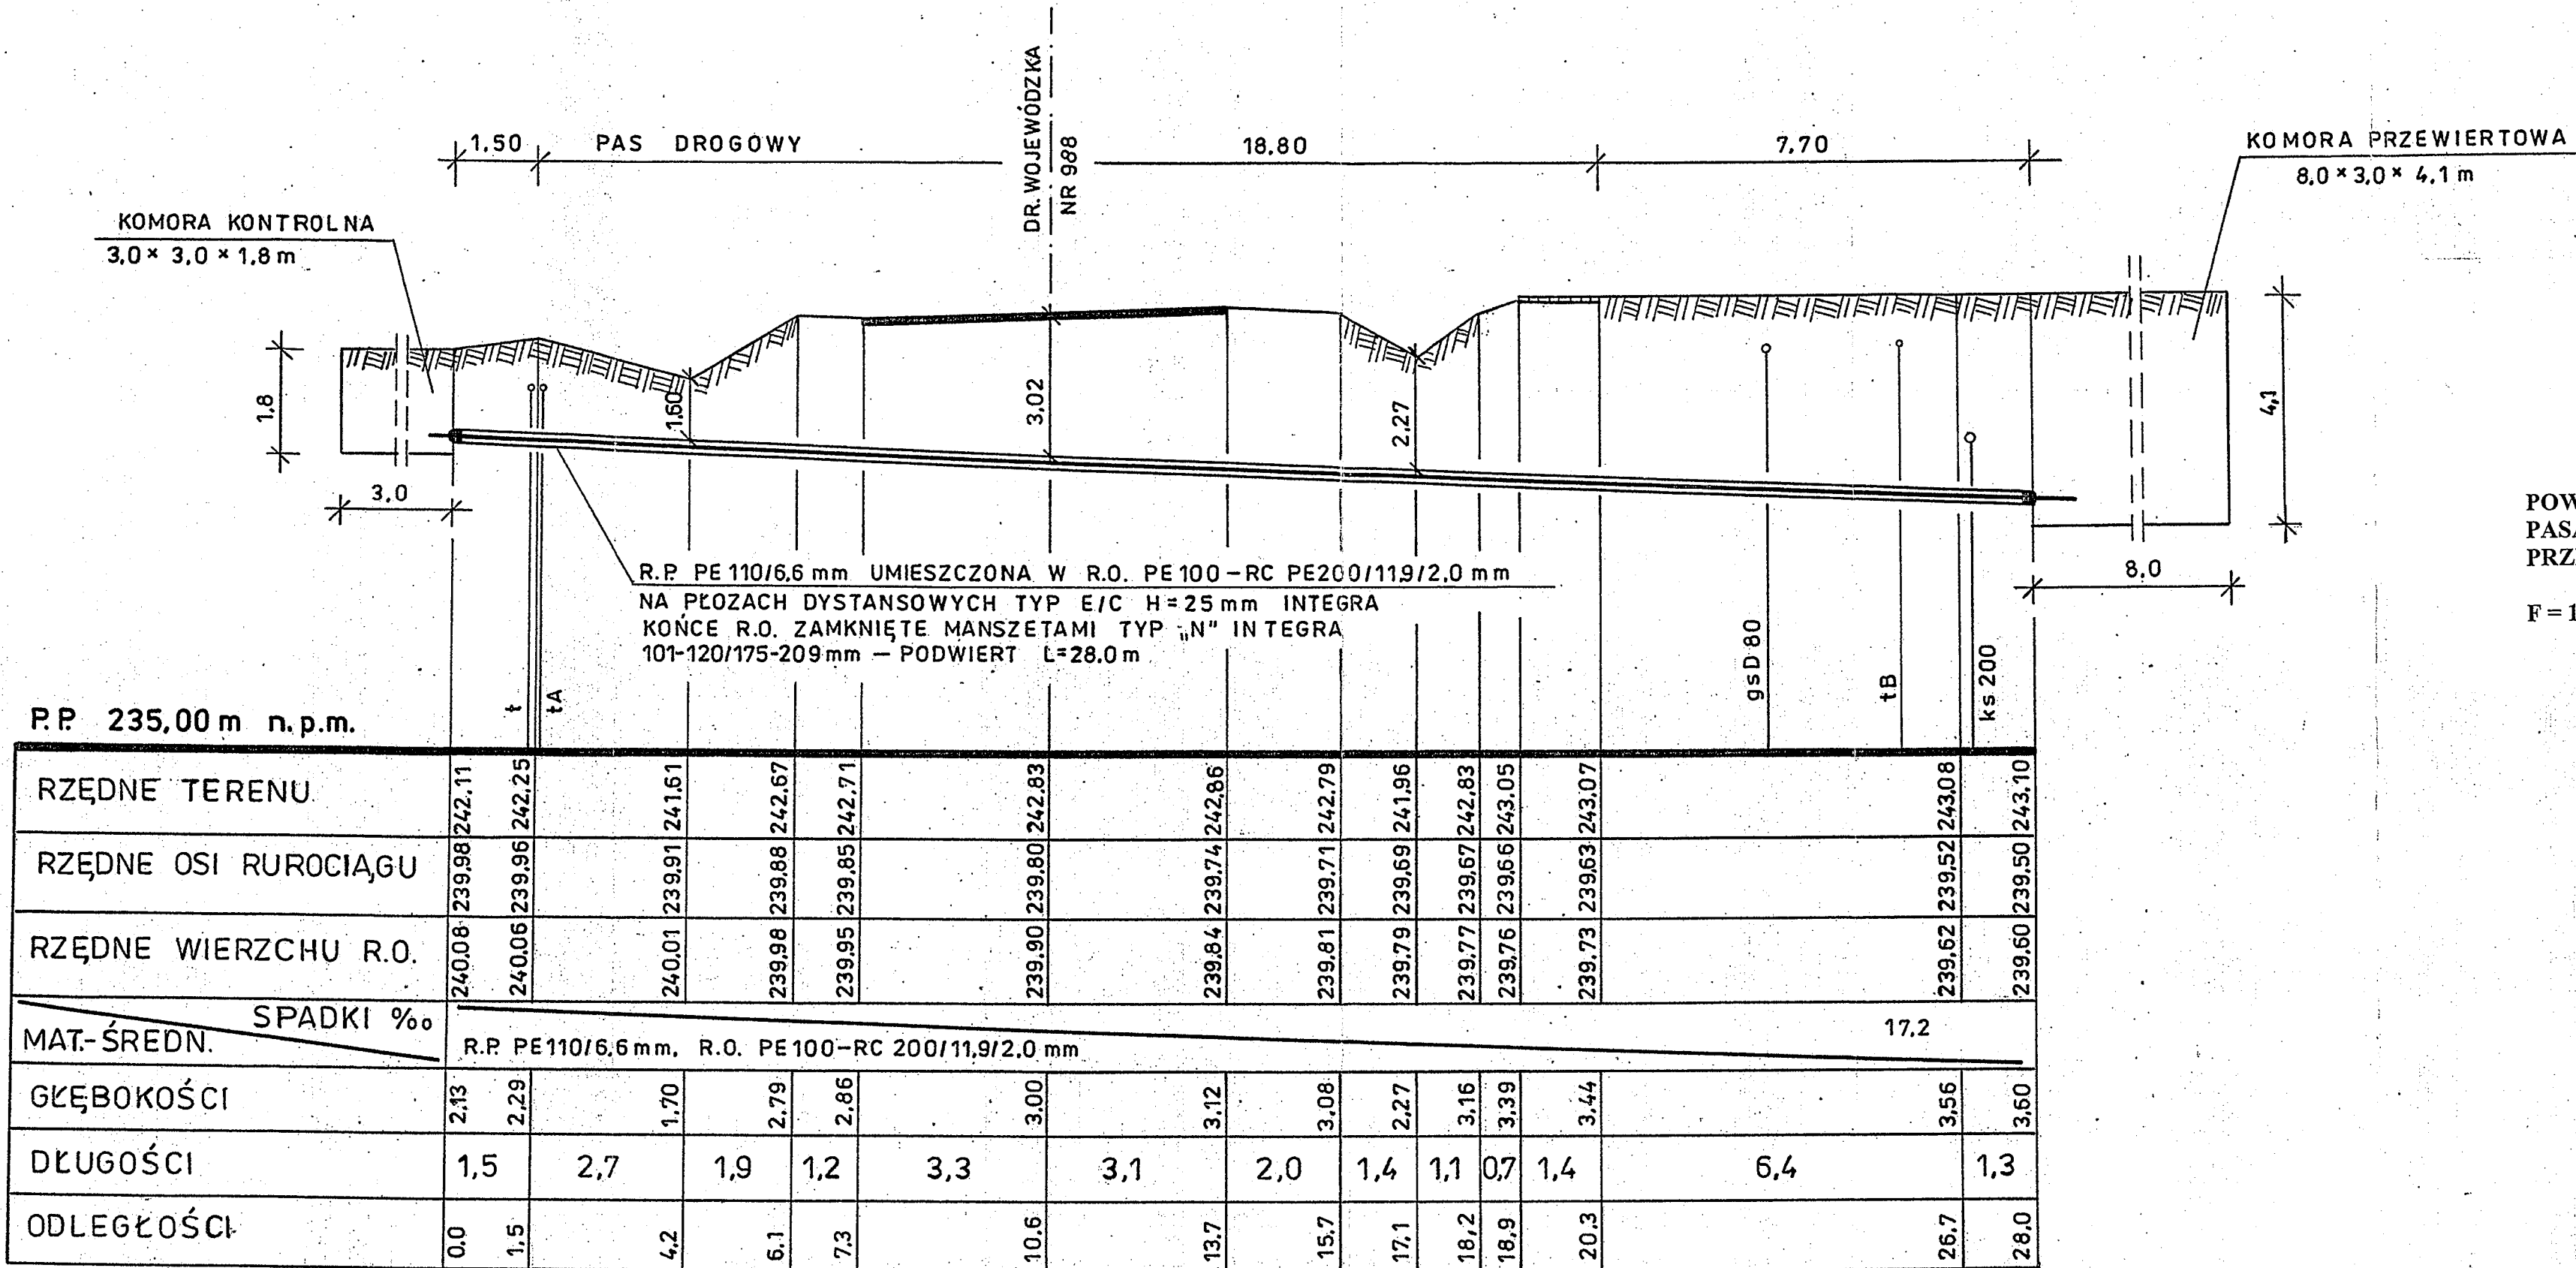 DR. WOJEWÓDZKA
NR 988
1,50 PAS DROGOWY 18,80 7,70
KOMORA PRZEWIERTOWA
8,0 × 3,0 × 4,1 m
KOMORA KONTROLNA
3,0 × 3,0 × 1,8 m
1,8
3,0
1,60
3,02
2,27
4,1
8,0
POW
PAS
PRZ
F = 1
R.P. PE 110/6,6 mm UMIESZCZONA W R.O. PE 100-RC PE200/11,9/2,0 mm
NA PŁOZACH DYSTANSOWYCH TYP E/C H=25 mm INTEGRA
KOŃCE R.O. ZAMKNIĘTE MANSZETAMI TYP „N" INTEGRA
101-120/175-209 mm — PODWIERT L=28,0 m
t
tA
gsD 80
tB
ks 200
P.P. 235,00 m n.p.m.
RZĘDNE TERENU 242,11 242,25 241,61 242,67 242,71 242,83 242,86 242,79 241,96 242,83 243,05 243,07 243,08 243,10
RZĘDNE OSI RUROCIĄGU 239,98 239,96 239,91 239,88 239,85 239,80 239,74 239,71 239,69 239,67 239,66 239,63 239,52 239,50
RZĘDNE WIERZCHU R.O. 240,08 240,06 240,01 239,98 239,95 239,90 239,84 239,81 239,79 239,77 239,76 239,73 239,62 239,60
SPADKI ‰ 17,2
MAT.-ŚREDN. R.P. PE110/6,6 mm, R.O. PE100-RC 200/11,9/2,0 mm
GŁĘBOKOŚCI 2,13 2,29 1,70 2,79 2,86 3,00 3,12 3,08 2,27 3,16 3,39 3,44 3,56 3,60
DŁUGOŚCI 1,5 2,7 1,9 1,2 3,3 3,1 2,0 1,4 1,1 0,7 1,4 6,4 1,3
ODLEGŁOŚCI 0,0 1,5 4,2 6,1 7,3 10,6 13,7 15,7 17,1 18,2 18,9 20,3 26,7 28,0